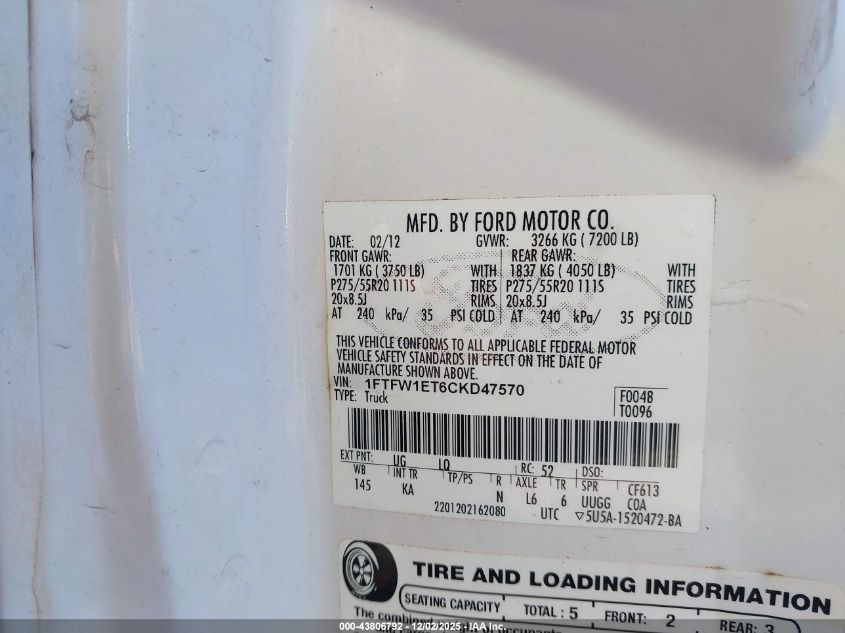 MFD. BY FORD MOTOR CO.
DATE: 02/12 GVWR: 3266 KG ( 7200 LB)
FRONT GAWR: REAR GAWR:
1701 KG ( 3750 LB) WITH 1837 KG ( 4050 LB) WITH
P275/55R20 111S TIRES P275/55R20 111S TIRES
20x8.5J RIMS 20x8.5J RIMS
AT 240 kPa/ 35 PSI COLD AT 240 kPa/ 35 PSI COLD
THIS VEHICLE CONFORMS TO ALL APPLICABLE FEDERAL MOTOR
VEHICLE SAFETY STANDARDS IN EFFECT ON THE DATE OF
MANUFACTURE SHOWN ABOVE.
VIN: 1FTFW1ET6CKD47570
TYPE: Truck
F0048
T0096
EXT PNT: UG LQ RC: 52 DSO:
WB INT TR TP/PS R AXLE TR SPR CF613
145 KA N L6 6 UUGG COA
2201202162080 UTC ▽5U5A-1520472-BA
TIRE AND LOADING INFORMATION
SEATING CAPACITY TOTAL : 5 FRONT: 2 REAR: 3
The combined
000-43806792 - 12/02/2025 - IAA Inc.